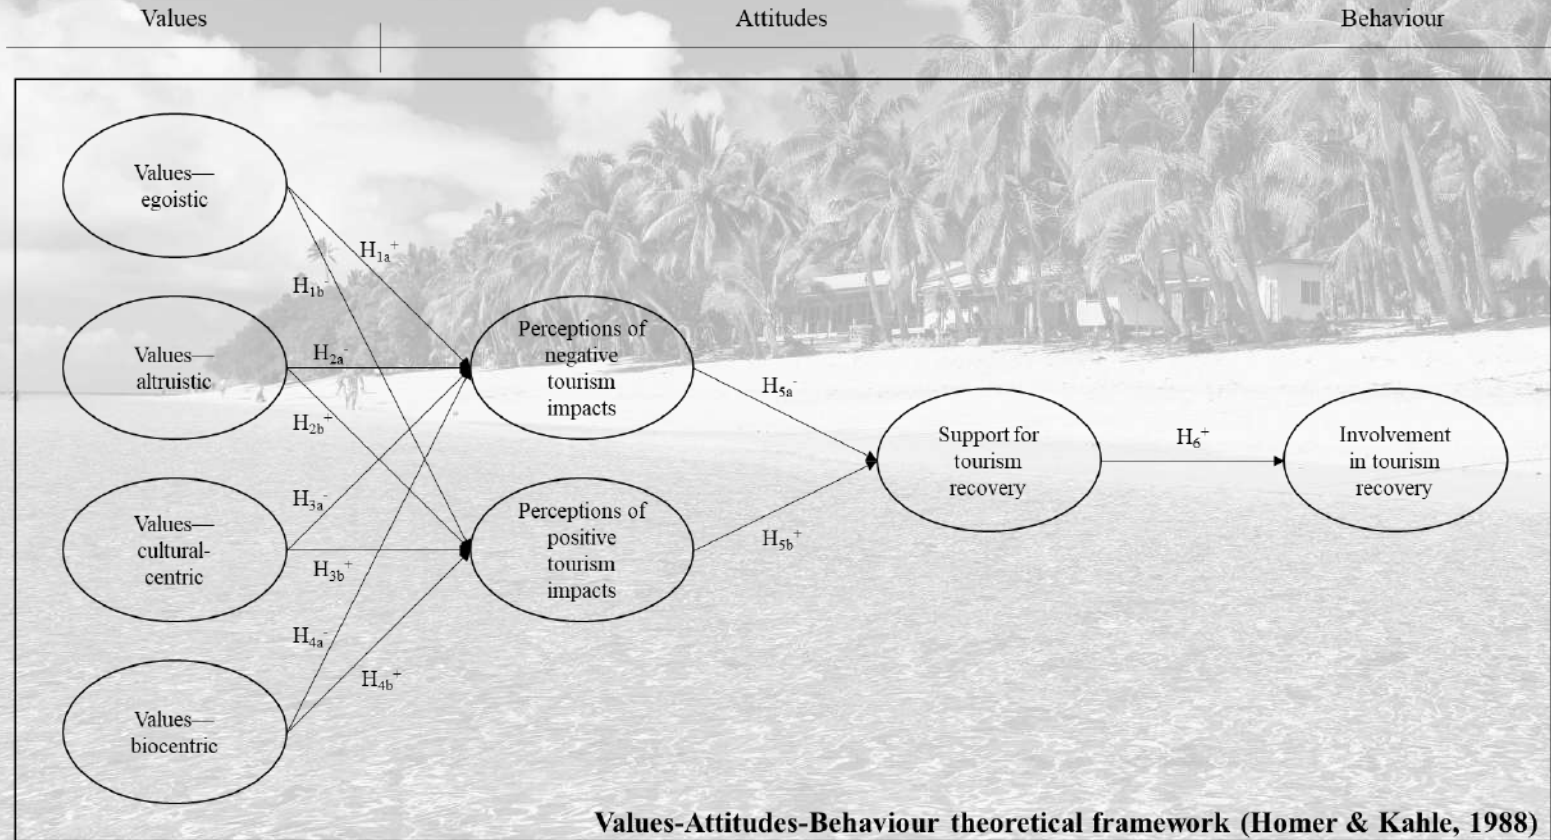 Values Attitudes Behaviour
Values—
egoistic
H1a+
H1b-
Values—
altruistic
H2a-
H2b+
Perceptions of
negative
tourism
impacts
H5a-
Values—
cultural-
centric
H3a-
H3b+
Perceptions of
positive
tourism
impacts
H5b+
Support for
tourism
recovery
H6+
Involvement
in tourism
recovery
H4a-
H4b+
Values—
biocentric
Values-Attitudes-Behaviour theoretical framework (Homer & Kahle, 1988)